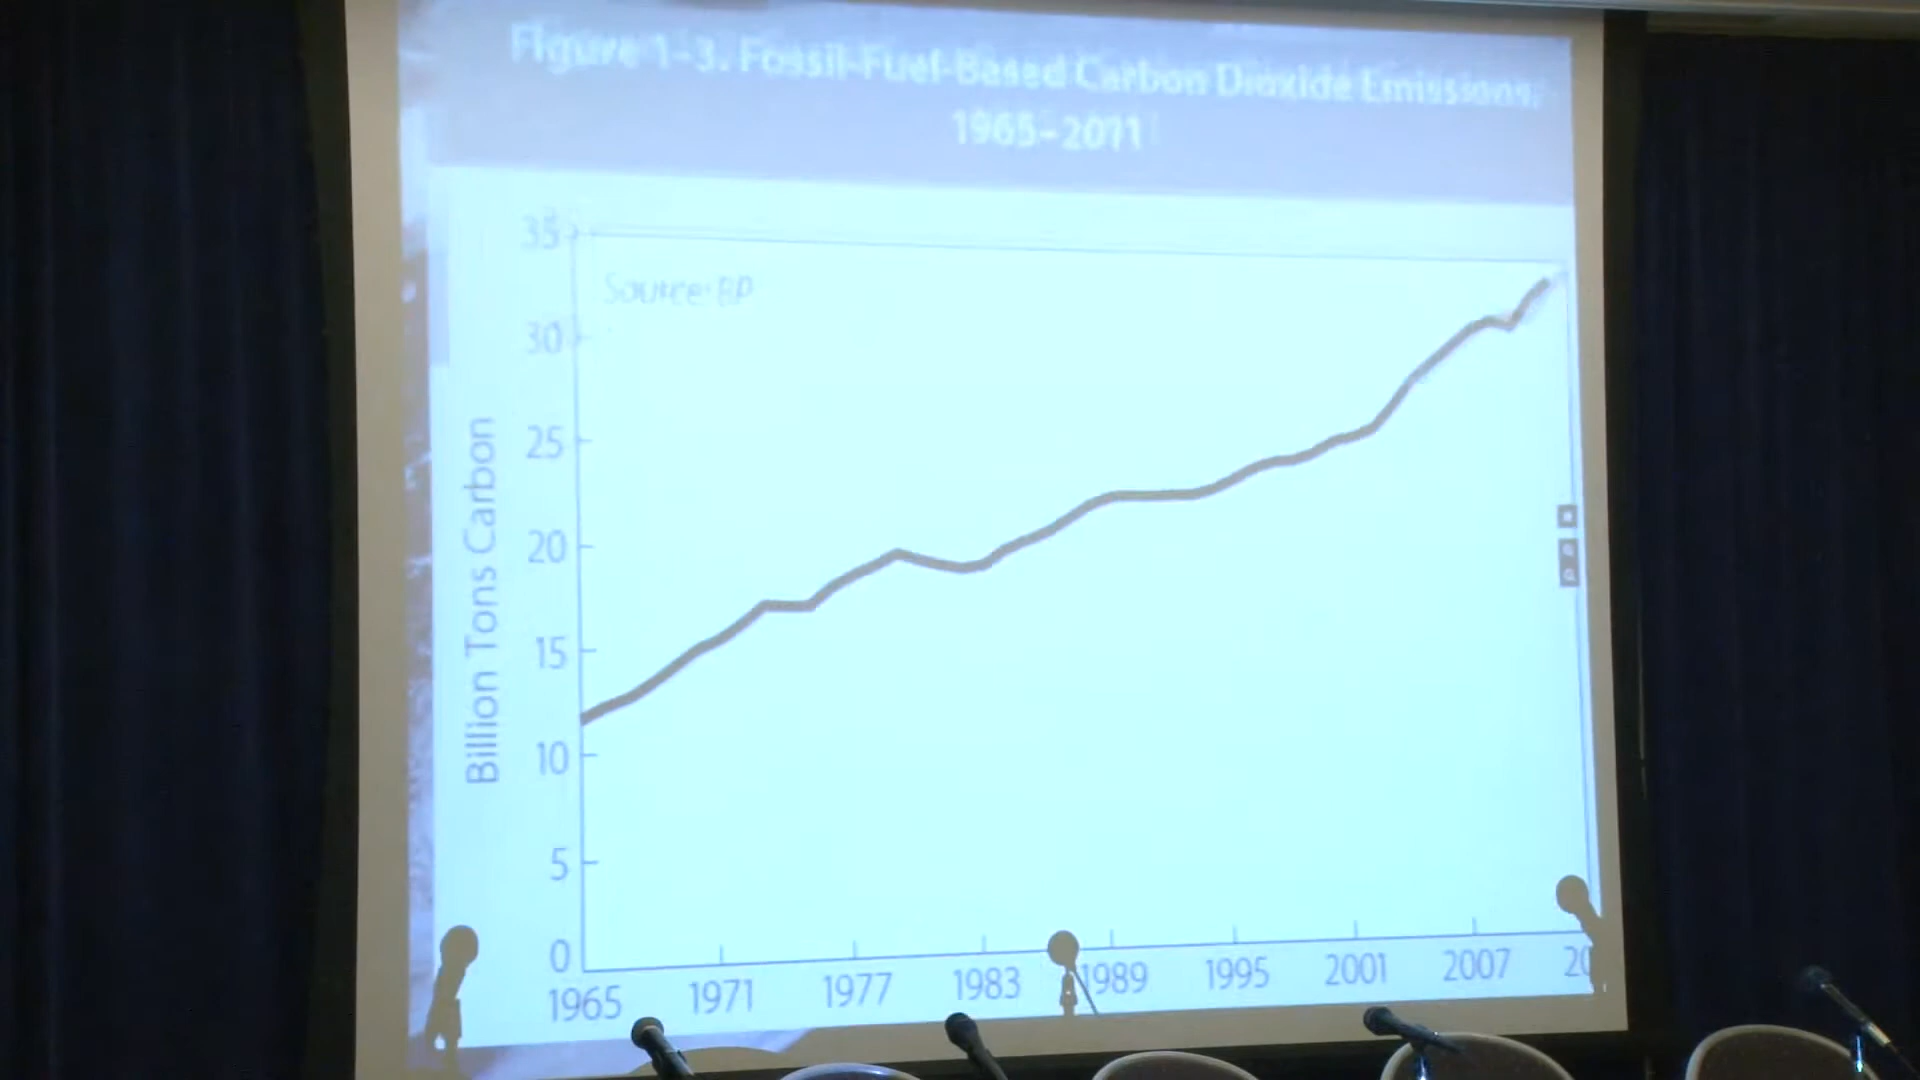 Figure 1-3. Fossil-Fuel-Based Carbon Dioxide Emissions,
1965–2011
35
Source: BP
30
25
20
15
10
5
0
Billion Tons Carbon
1965 1971 1977 1983 1989 1995 2001 2007 20